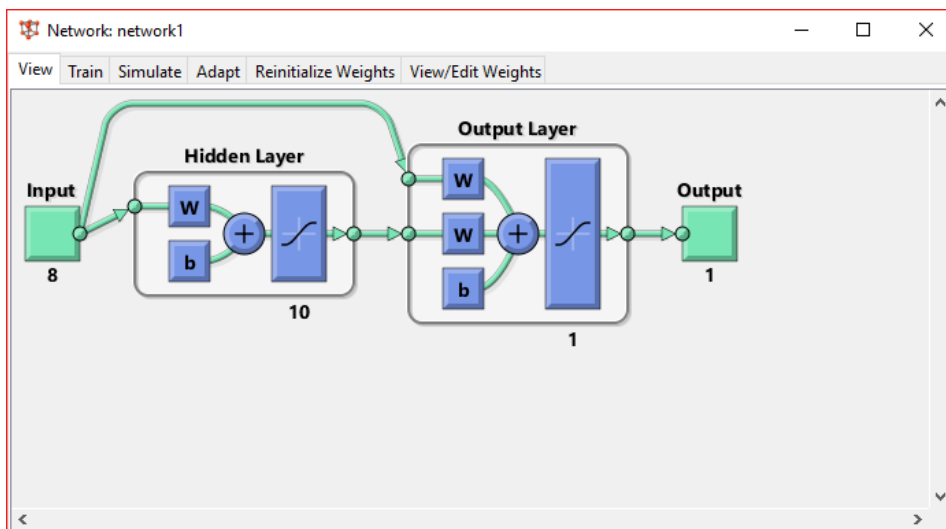 Network: network1
View Train Simulate Adapt Reinitialize Weights View/Edit Weights
Output Layer
Hidden Layer
Input
Output
W
W
W
b
b
8
10
1
1